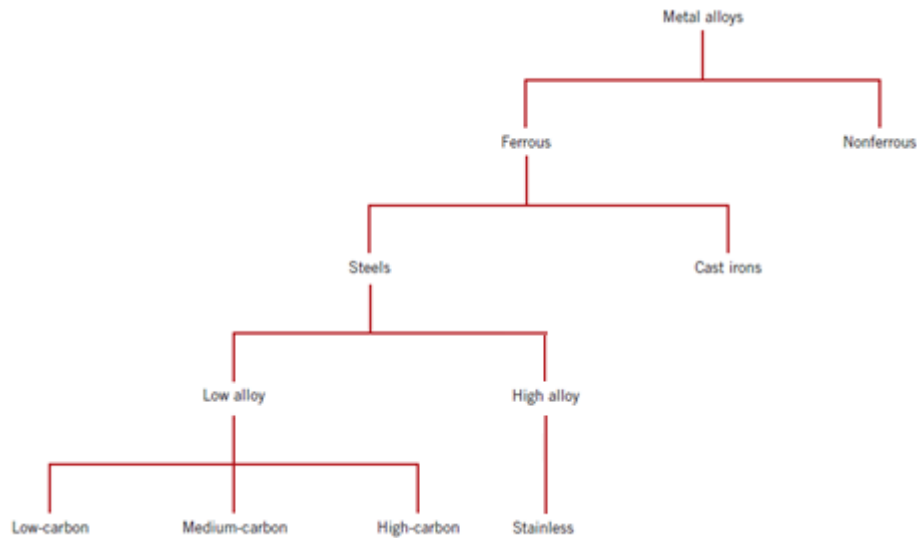 Metal alloys
Ferrous
Nonferrous
Steels
Cast irons
Low alloy
High alloy
Low-carbon
Medium-carbon
High-carbon
Stainless